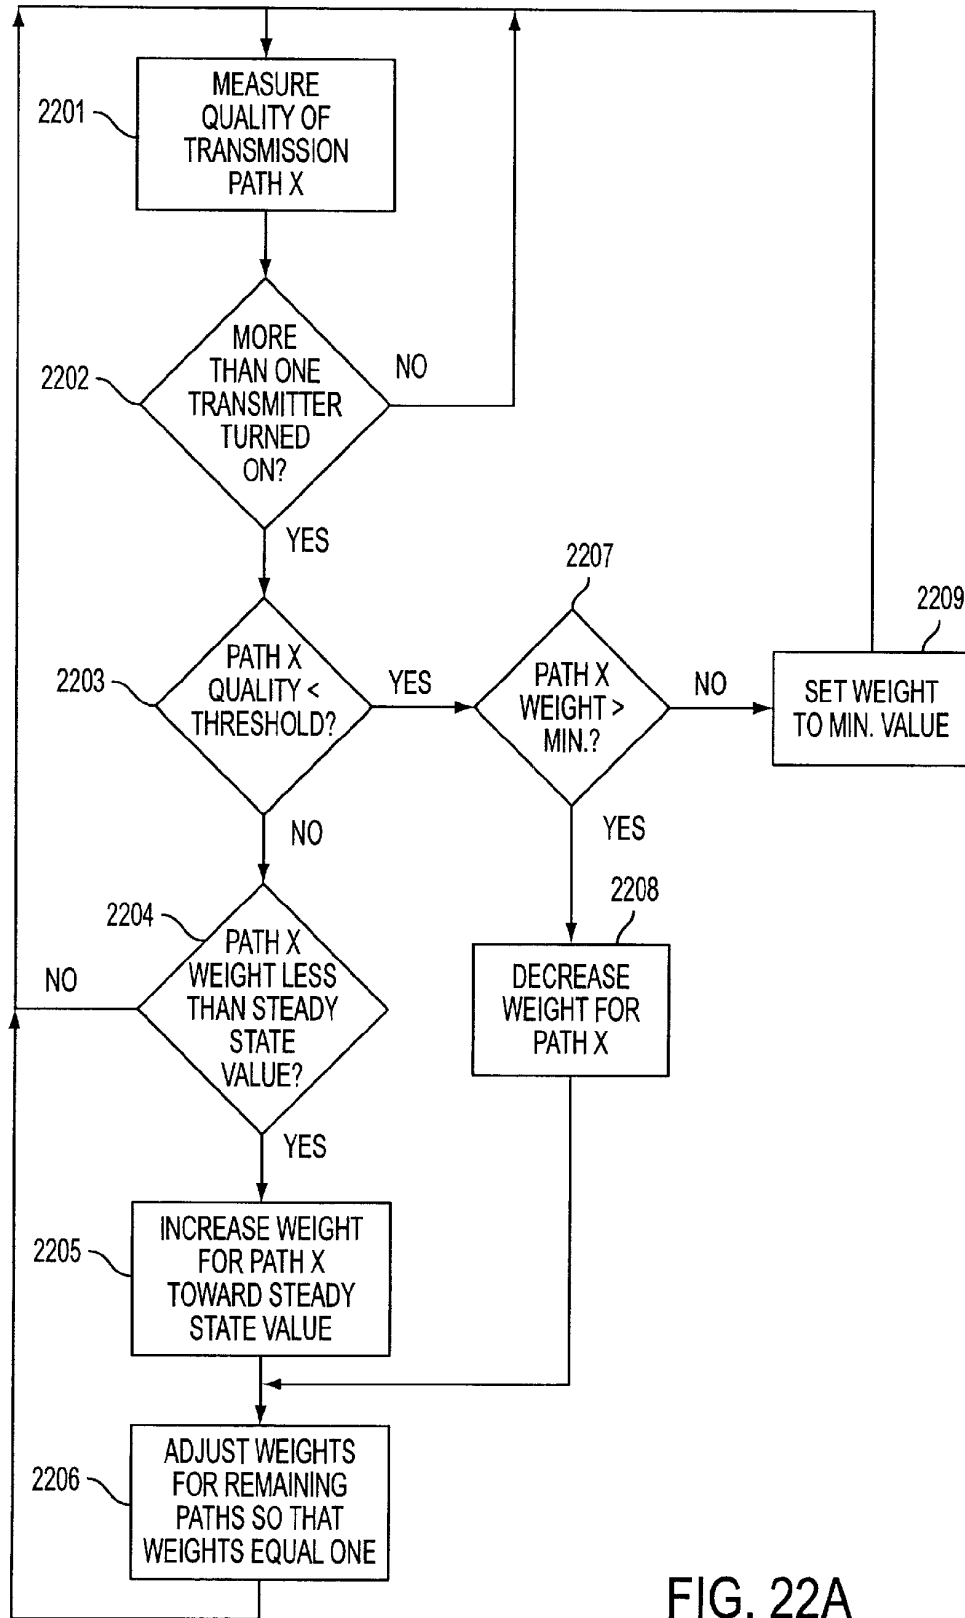 2201
MEASURE
QUALITY OF
TRANSMISSION
PATH X
2202
MORE
THAN ONE
TRANSMITTER
TURNED
ON?
NO
YES
2203
PATH X
QUALITY <
THRESHOLD?
YES
NO
2207
PATH X
WEIGHT >
MIN.?
NO
YES
2209
SET WEIGHT
TO MIN. VALUE
2204
PATH X
WEIGHT LESS
THAN STEADY
STATE
VALUE?
NO
YES
2208
DECREASE
WEIGHT FOR
PATH X
2205
INCREASE WEIGHT
FOR PATH X
TOWARD STEADY
STATE VALUE
2206
ADJUST WEIGHTS
FOR REMAINING
PATHS SO THAT
WEIGHTS EQUAL ONE
FIG. 22A